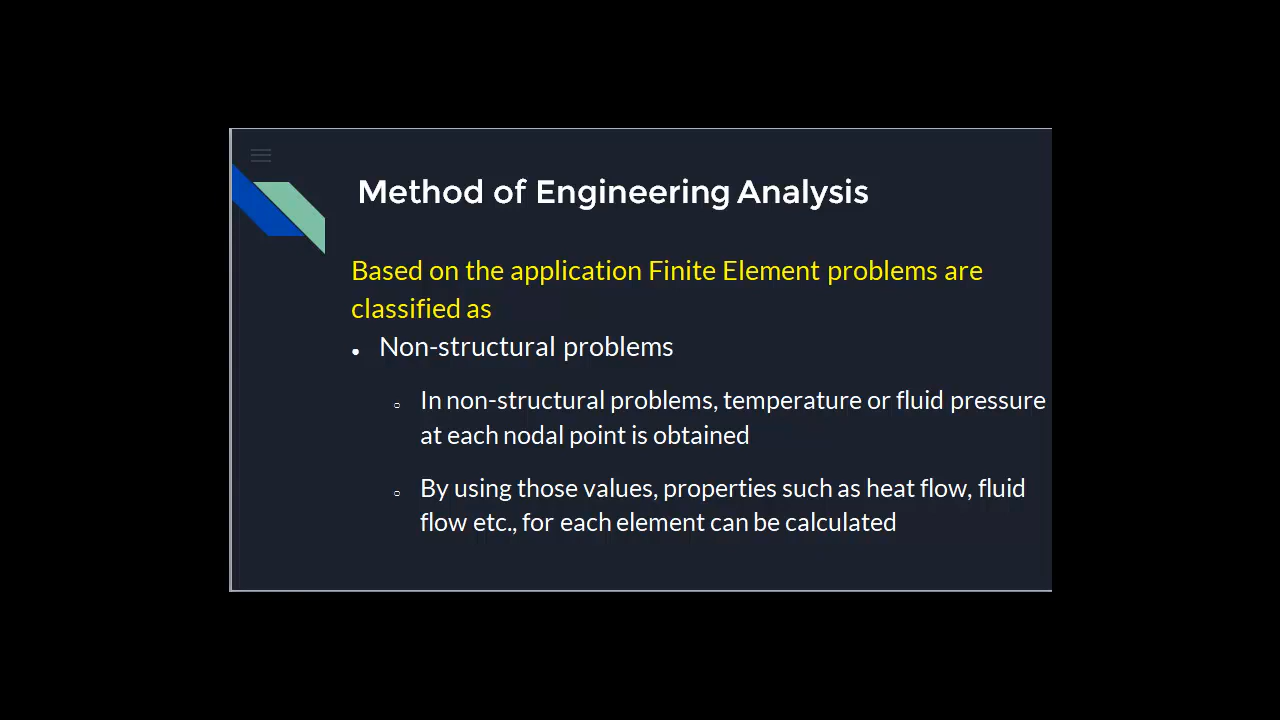 Method of Engineering Analysis
Based on the application Finite Element problems are
classified as
• Non-structural problems
○ In non-structural problems, temperature or fluid pressure
at each nodal point is obtained
○ By using those values, properties such as heat flow, fluid
flow etc., for each element can be calculated